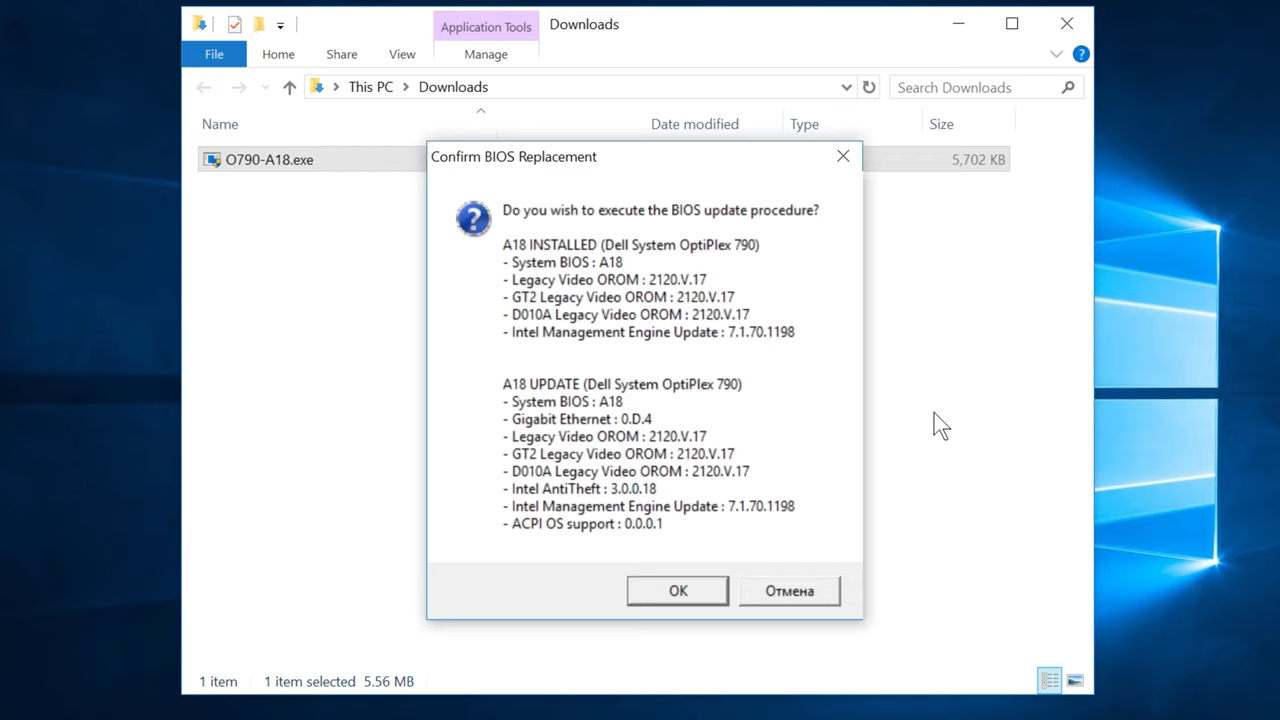 Application Tools
Downloads
File
Home
Share
View
Manage
This PC
Downloads
Search Downloads
Name
Date modified
Type
Size
O790-A18.exe
5,702 KB
Confirm BIOS Replacement
Do you wish to execute the BIOS update procedure?
A18 INSTALLED (Dell System OptiPlex 790)
- System BIOS : A18
- Legacy Video OROM : 2120.V.17
- GT2 Legacy Video OROM : 2120.V.17
- D010A Legacy Video OROM : 2120.V.17
- Intel Management Engine Update : 7.1.70.1198
A18 UPDATE (Dell System OptiPlex 790)
- System BIOS : A18
- Gigabit Ethernet : 0.D.4
- Legacy Video OROM : 2120.V.17
- GT2 Legacy Video OROM : 2120.V.17
- D010A Legacy Video OROM : 2120.V.17
- Intel AntiTheft : 3.0.0.18
- Intel Management Engine Update : 7.1.70.1198
- ACPI OS support : 0.0.0.1
OK
Отмена
1 item
1 item selected 5.56 MB